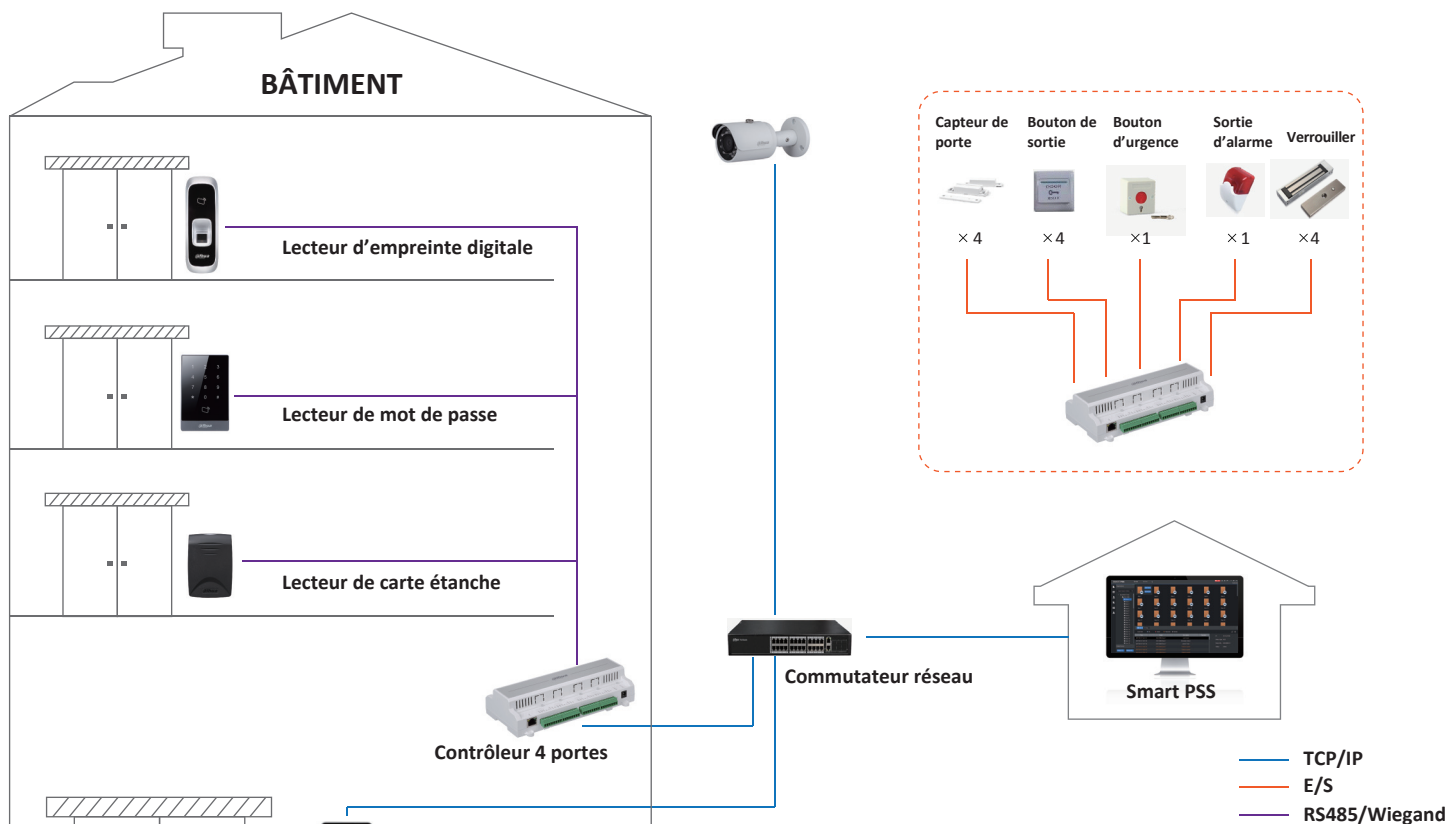 BÂTIMENT
Capteur de
porte
Bouton de
sortie
Bouton
d’urgence
Sortie
d’alarme
Verrouiller
×4
×4
×1
×1
×4
Lecteur d’empreinte digitale
Lecteur de mot de passe
Lecteur de carte étanche
Commutateur réseau
Smart PSS
Contrôleur 4 portes
TCP/IP
E/S
RS485/Wiegand